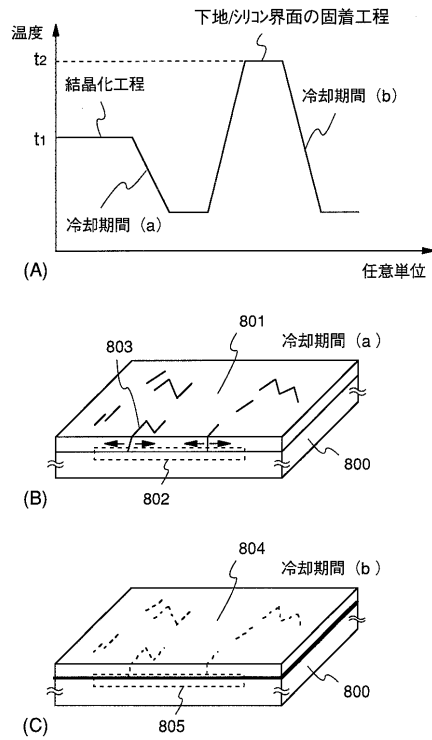 温度
下地/シリコン界面の固着工程
t2
結晶化工程
冷却期間（b）
t1
冷却期間（a）
(A)
任意単位
冷却期間（a）
801
803
800
802
(B)
冷却期間（b）
804
800
805
(C)